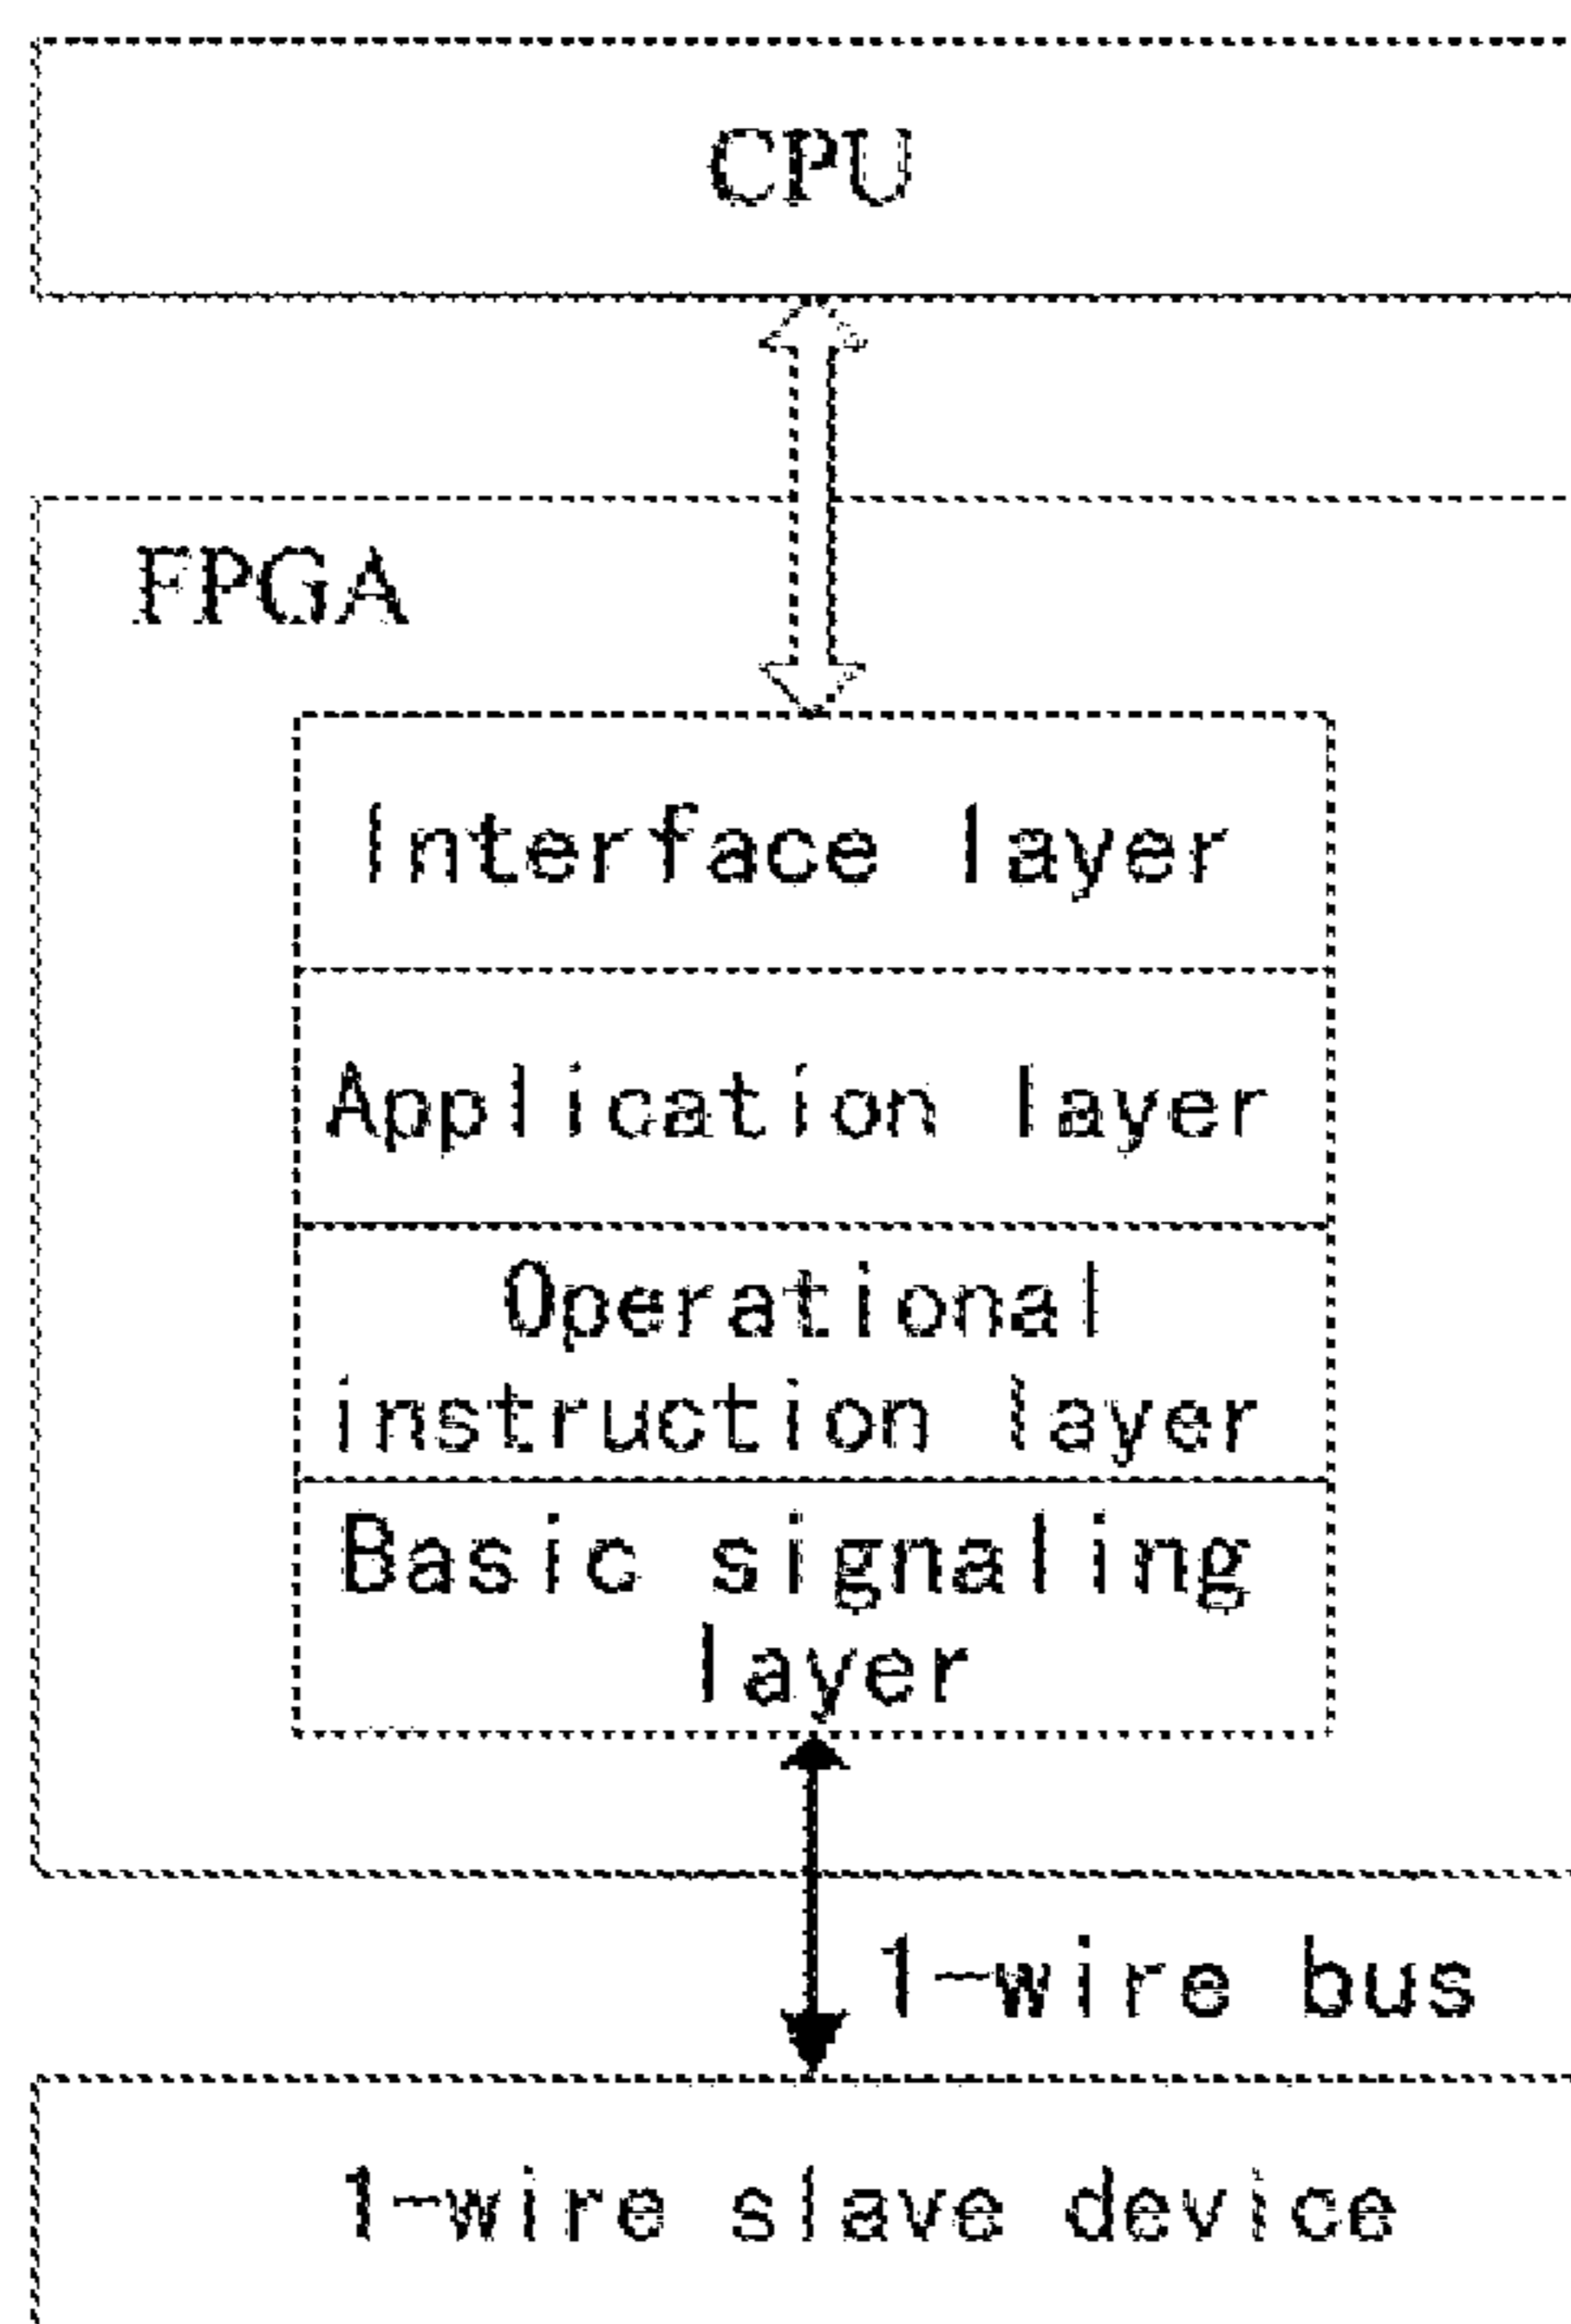 CPU
FPGA
Interface layer
Application layer
Operational
instruction layer
Basic signaling
layer
1-wire bus
1-wire slave device